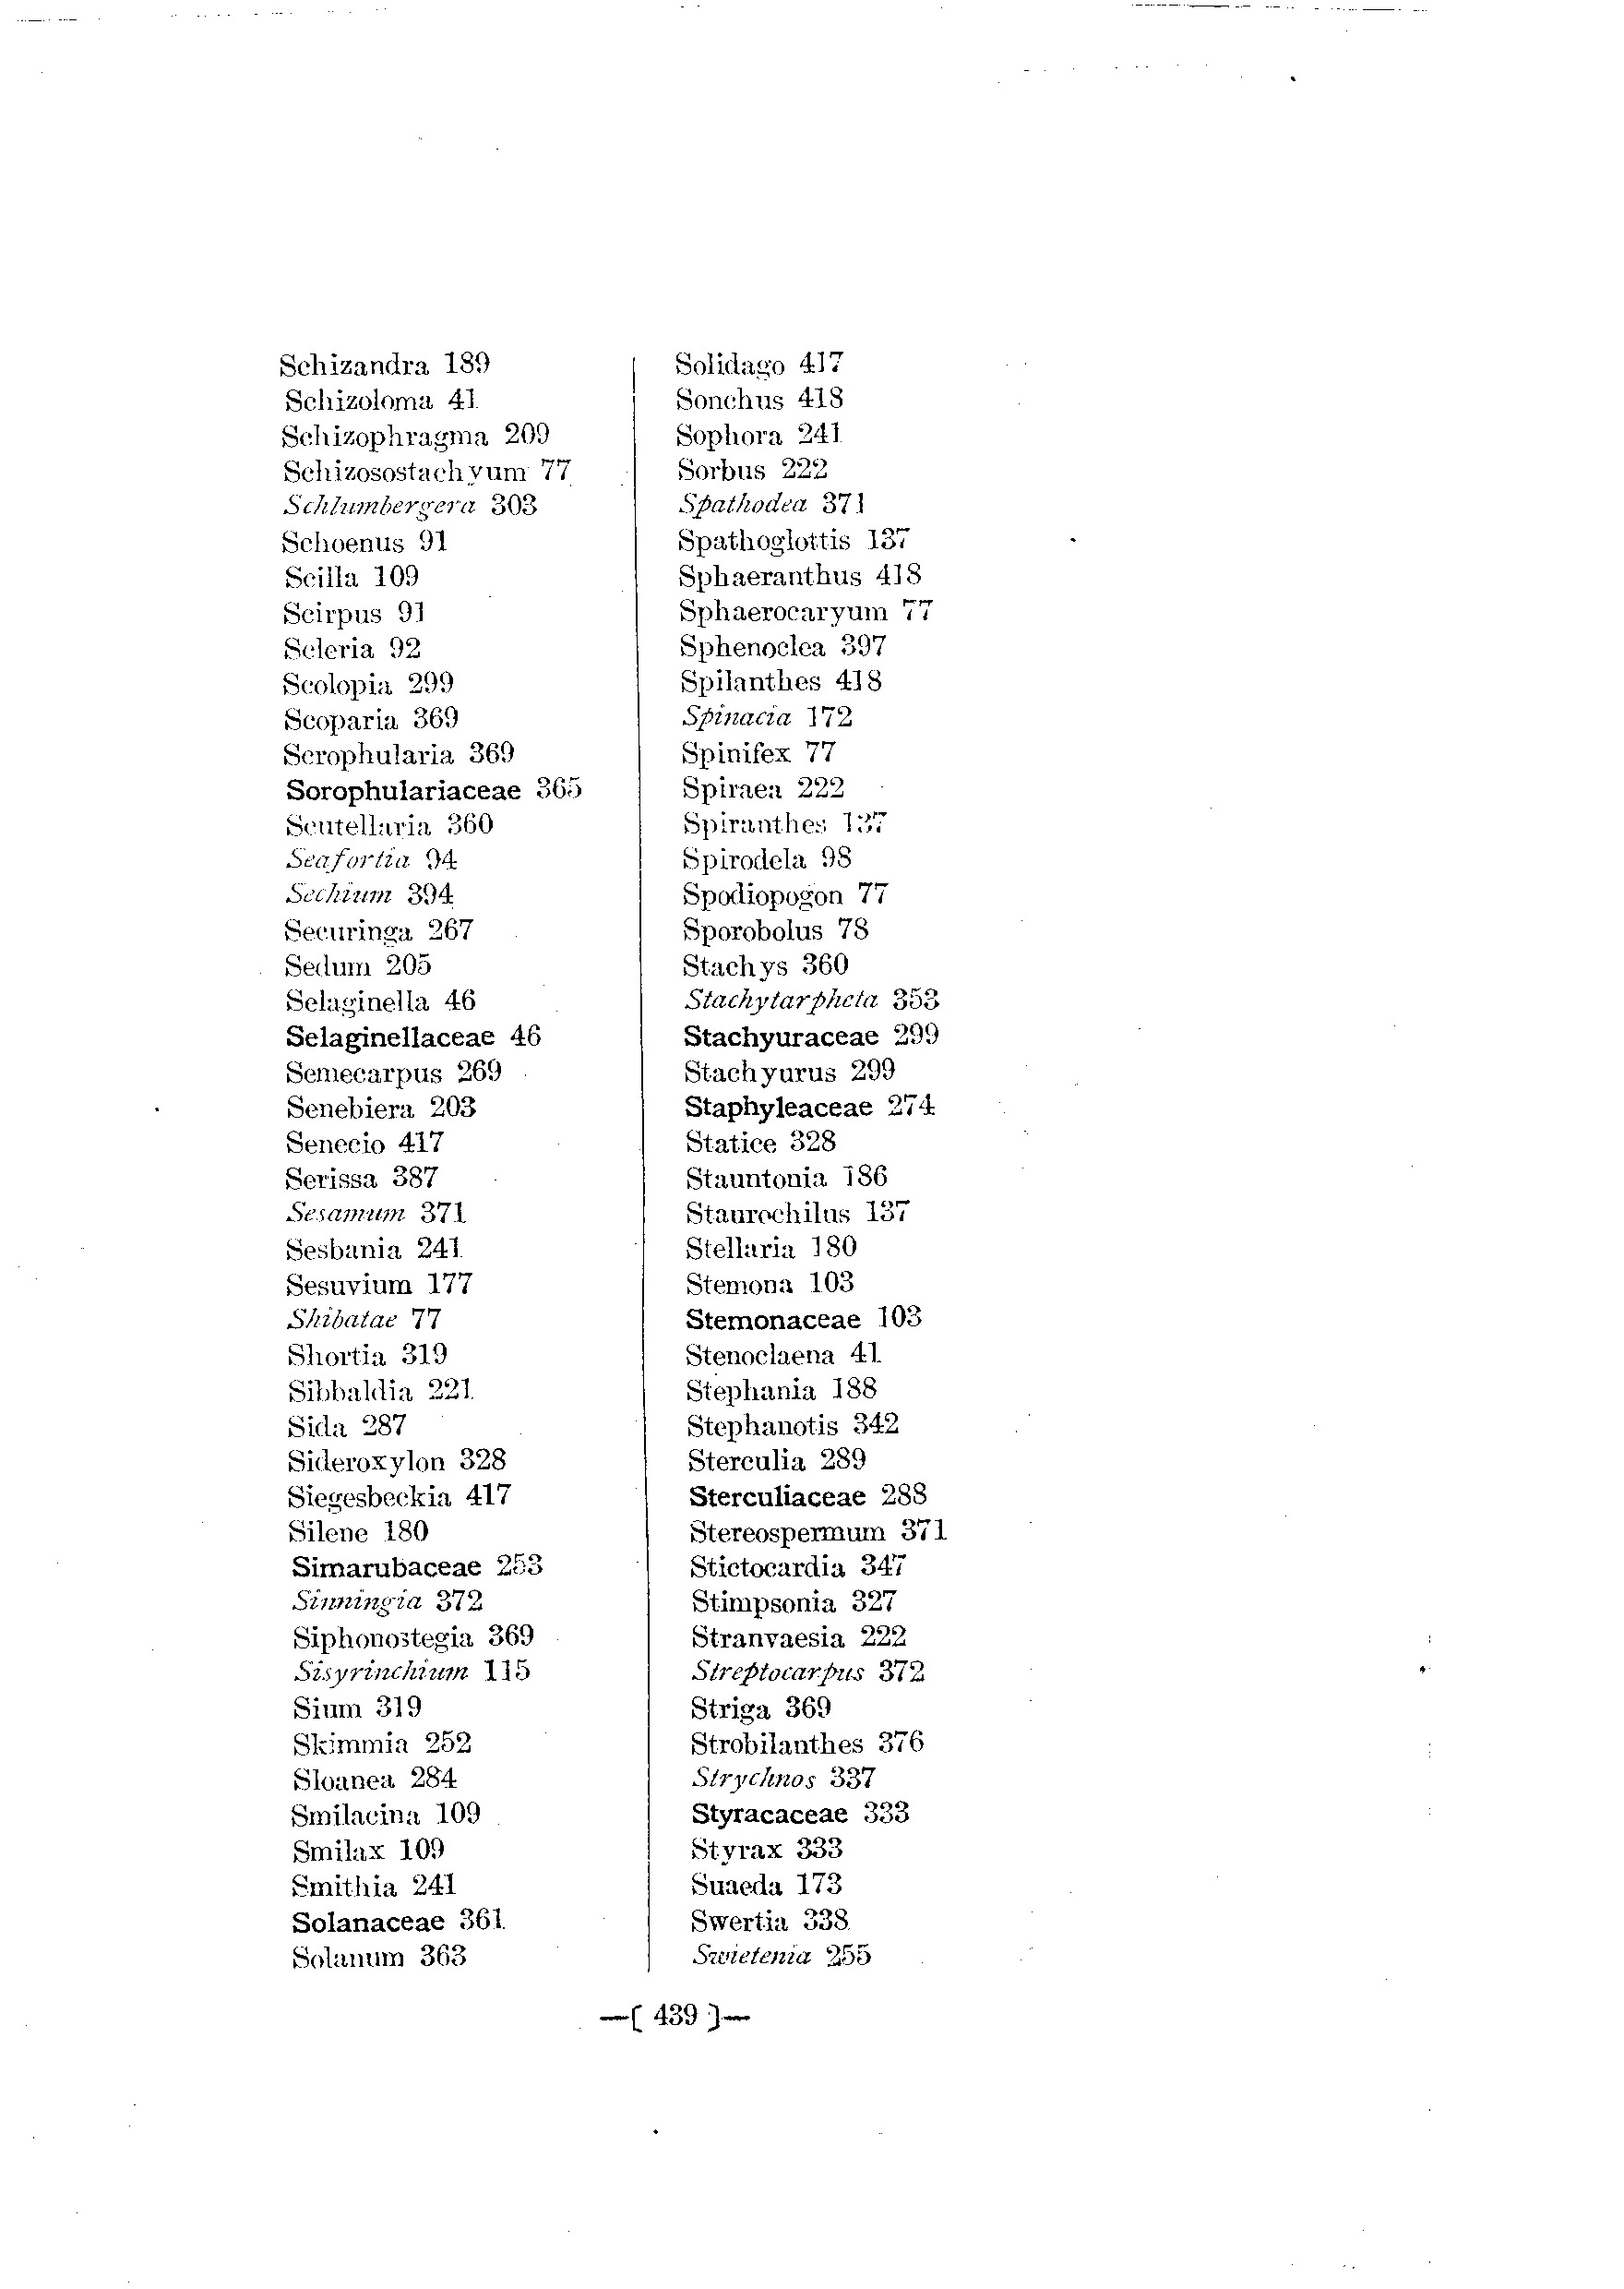 Schizandra 189
Schizoloma 41
Schizophragma 209
Schizosostachyum 77
Schlumbergera 303
Schoenus 91
Scilla 109
Scirpus 91
Scleria 92
Scolopia 299
Scoparia 369
Scrophularia 369
Sorophulariaceae 365
Scutellaria 360
Seafortia 94
Sechium 394
Securinga 267
Sedum 205
Selaginella 46
Selaginellaceae 46
Semecarpus 269
Senebiera 203
Senecio 417
Serissa 387
Sesamum 371
Sesbania 241
Sesuvium 177
Shibatae 77
Shortia 319
Sibbaldia 221
Sida 287
Sideroxylon 328
Siegesbeckia 417
Silene 180
Simarubaceae 253
Sinningia 372
Siphonostegia 369
Sisyrinchium 115
Sium 319
Skimmia 252
Sloanea 284
Smilacina 109
Smilax 109
Smithia 241
Solanaceae 361
Solanum 363
Solidago 417
Sonchus 418
Sophora 241
Sorbus 222
Spathodea 371
Spathoglottis 137
Sphaeranthus 418
Sphaerocaryum 77
Sphenoclea 397
Spilanthes 418
Spinacia 172
Spinifex 77
Spiraea 222
Spiranthes 137
Spirodela 98
Spodiopogon 77
Sporobolus 78
Stachys 360
Stachytarpheta 353
Stachyuraceae 299
Stachyurus 299
Staphyleaceae 274
Statice 328
Stauntonia 186
Staurochilus 137
Stellaria 180
Stemona 103
Stemonaceae 103
Stenoclaena 41
Stephania 188
Stephanotis 342
Sterculia 289
Sterculiaceae 288
Stereospermum 371
Stictocardia 347
Stimpsonia 327
Stranvaesia 222
Streptocarpus 372
Striga 369
Strobilanthes 376
Strychnos 337
Styracaceae 333
Styrax 333
Suaeda 173
Swertia 338
Swietenia 255
—( 439 )—